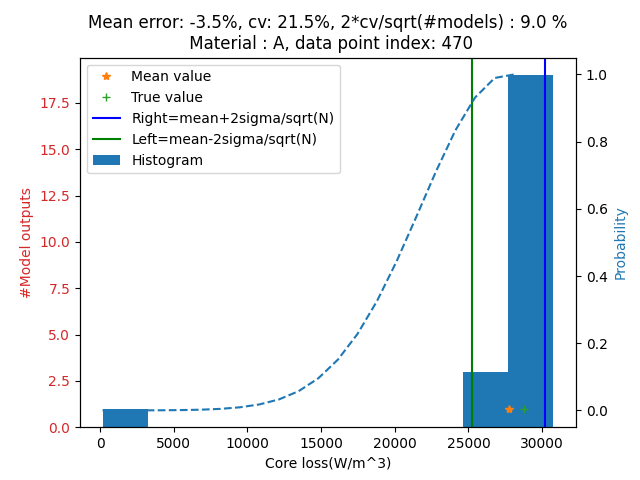 Mean error: -3.5%, cv: 21.5%, 2*cv/sqrt(#models) : 9.0 %
Material : A, data point index: 470
Mean value
True value
Right=mean+2sigma/sqrt(N)
Left=mean-2sigma/sqrt(N)
Histogram
#Model outputs
17.5
15.0
12.5
10.0
7.5
5.0
2.5
0.0
1.0
0.8
0.6
0.4
0.2
0.0
Probability
0 5000 10000 15000 20000 25000 30000
Core loss(W/m^3)